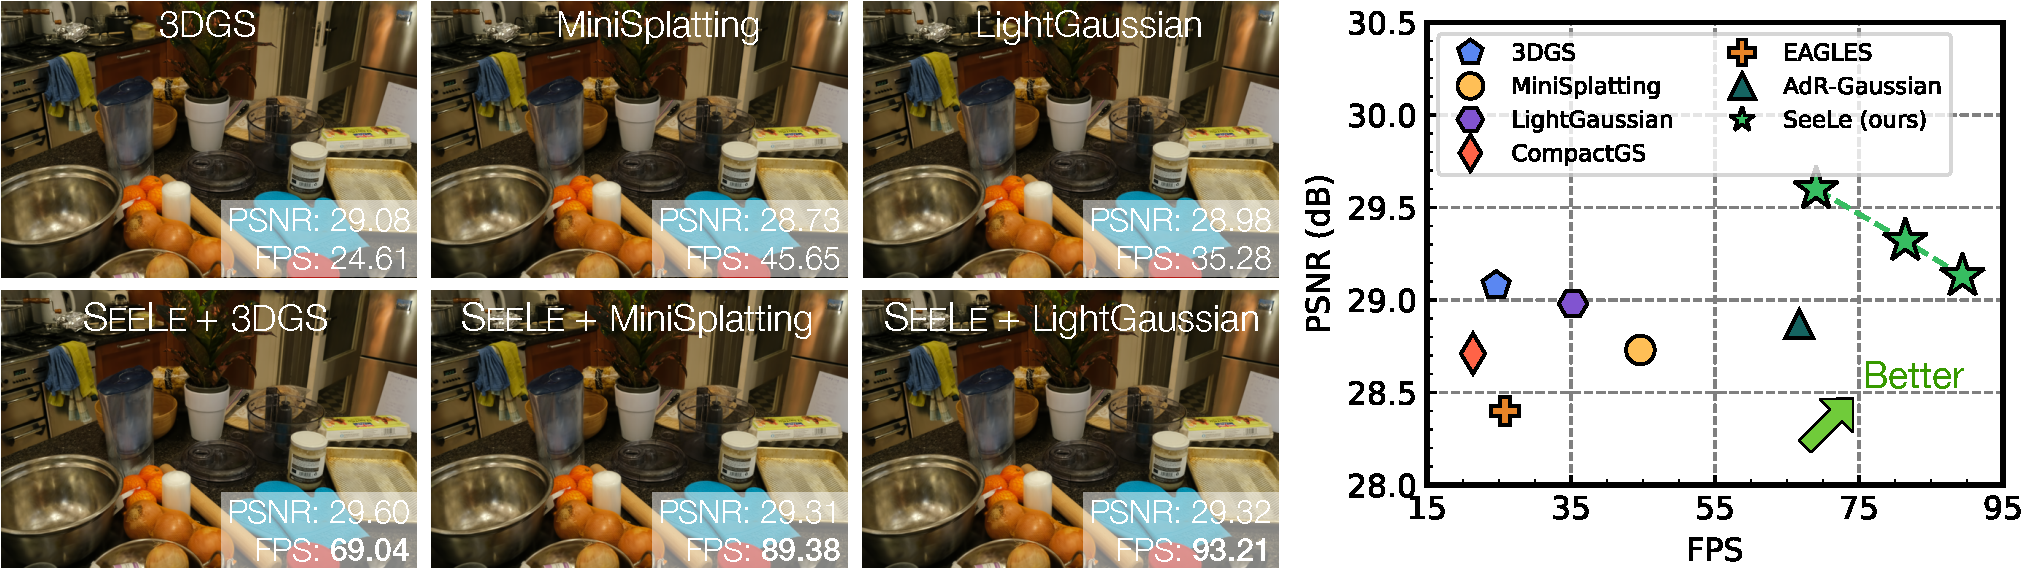 3DGS
PSNR: 29.08
FPS: 24.61
MiniSplatting
PSNR: 28.73
FPS: 45.65
LightGaussian
PSNR: 28.98
FPS: 35.28
SEELE + 3DGS
PSNR: 29.60
FPS: 69.04
SEELE + MiniSplatting
PSNR: 29.31
FPS: 89.38
SEELE + LightGaussian
PSNR: 29.32
FPS: 93.21
PSNR (dB)
30.5
30.0
29.5
29.0
28.5
28.0
3DGS
MiniSplatting
LightGaussian
CompactGS
EAGLES
AdR-Gaussian
SeeLe (ours)
Better
15 35 55 75 95
FPS